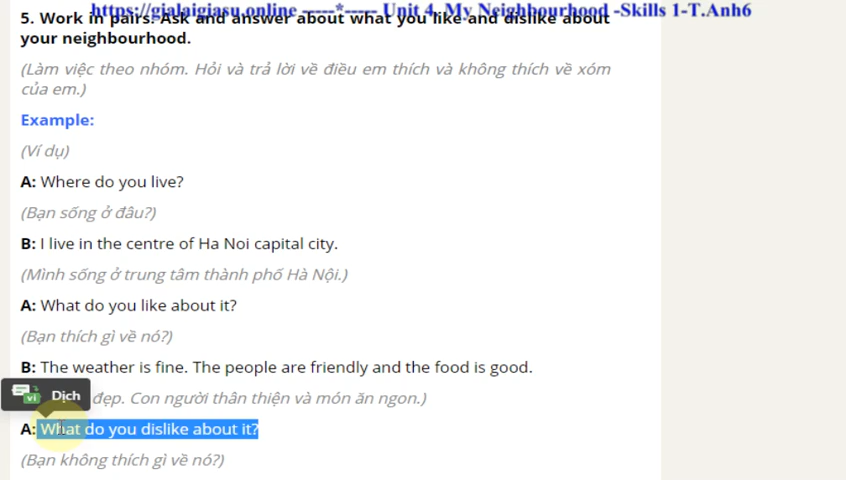 https://gialaigiasu.online -----*----- Unit 4. My Neighbourhood -Skills 1-T.Anh6
5. Work in pairs. Ask and answer about what you like and dislike about
your neighbourhood.
(Làm việc theo nhóm. Hỏi và trả lời về điều em thích và không thích về xóm
của em.)
Example:
(Ví dụ)
A: Where do you live?
(Bạn sống ở đâu?)
B: I live in the centre of Ha Noi capital city.
(Mình sống ở trung tâm thành phố Hà Nội.)
A: What do you like about it?
(Bạn thích gì về nó?)
B: The weather is fine. The people are friendly and the food is good.
vi Dịch
đẹp. Con người thân thiện và món ăn ngon.)
A: What do you dislike about it?
(Bạn không thích gì về nó?)